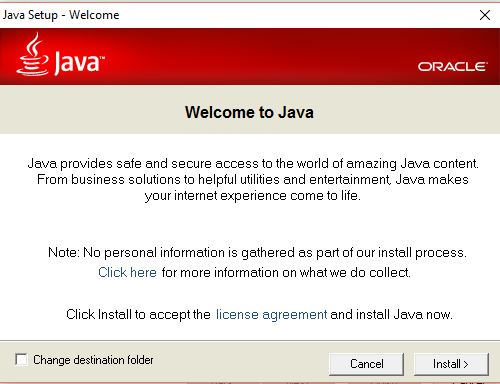 Java Setup - Welcome
Java™
ORACLE
Welcome to Java
Java provides safe and secure access to the world of amazing Java content.
From business solutions to helpful utilities and entertainment, Java makes
your internet experience come to life.
Note: No personal information is gathered as part of our install process.
Click here for more information on what we do collect.
Click Install to accept the license agreement and install Java now.
Change destination folder
Cancel
Install >